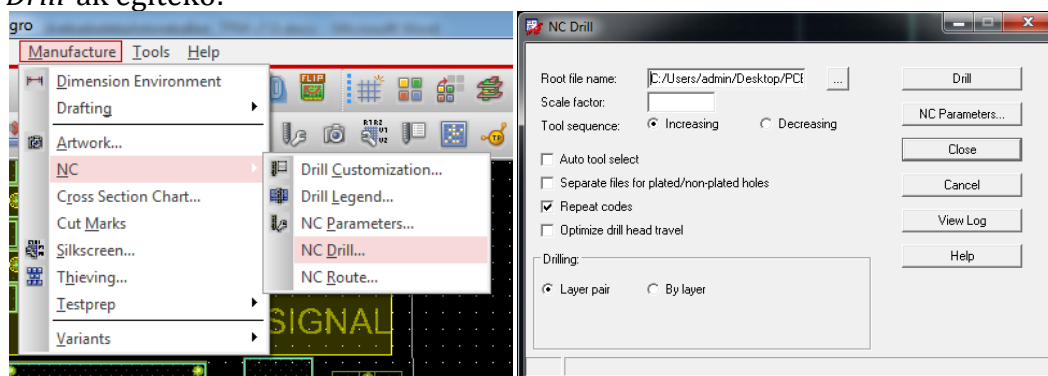 Drill-ak egiteko:
gro
Manufacture Tools Help
Dimension Environment
Drafting
Artwork...
NC
Cross Section Chart...
Cut Marks
Silkscreen...
Thieving...
Testprep
Variants
FLIP
R1R2
U1
U2
Drill Customization...
Drill Legend...
NC Parameters...
NC Drill...
NC Route...
SIGNAL
NC Drill
Root file name: C:/Users/admin/Desktop/PCE ...
Scale factor:
Tool sequence: Increasing Decreasing
Auto tool select
Separate files for plated/non-plated holes
Repeat codes
Optimize drill head travel
Drilling:
Layer pair By layer
Drill
NC Parameters...
Close
Cancel
View Log
Help